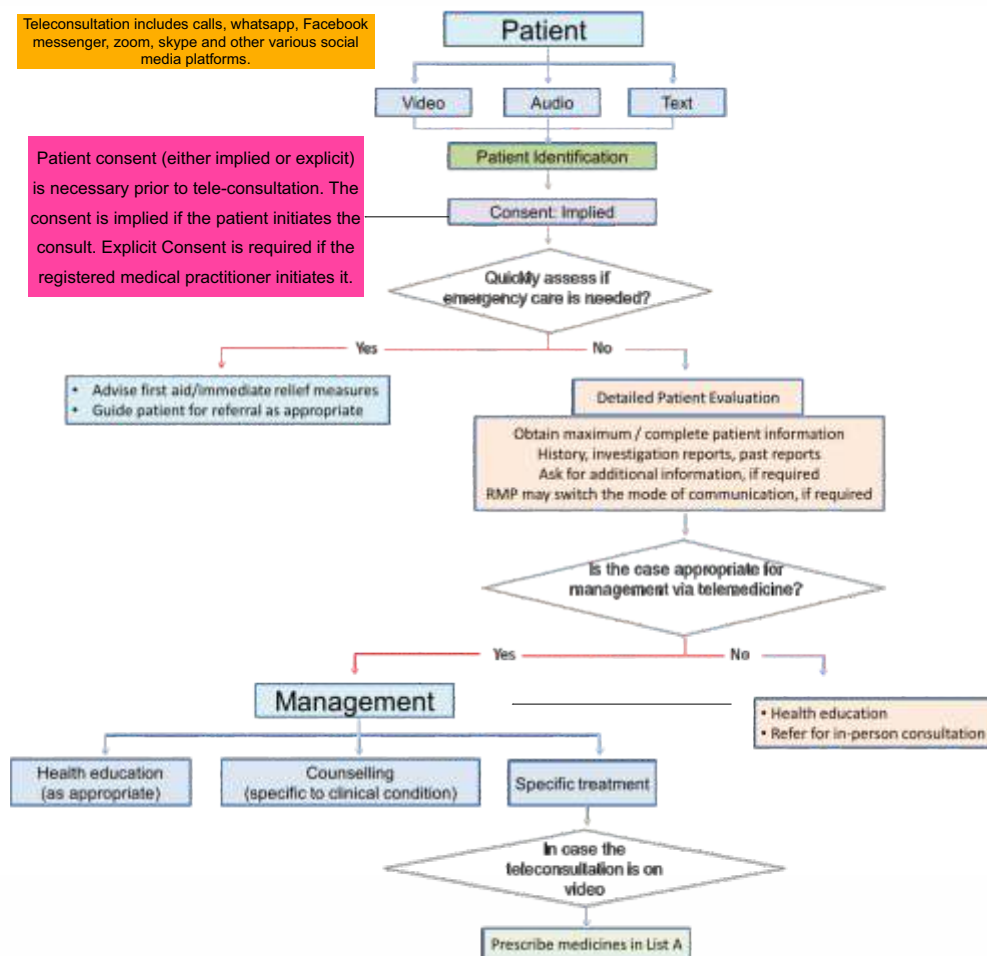 Teleconsultation includes calls, whatsapp, Facebook
messenger, zoom, skype and other various social
media platforms.
Patient
Video
Audio
Text
Patient consent (either implied or explicit)
is necessary prior to tele-consultation. The
consent is implied if the patient initiates the
consult. Explicit Consent is required if the
registered medical practitioner initiates it.
Patient Identification
Consent: Implied
Quickly assess if
emergency care is needed?
Yes
No
• Advise first aid/immediate relief measures
• Guide patient for referral as appropriate
Detailed Patient Evaluation
Obtain maximum / complete patient information
History, investigation reports, past reports
Ask for additional information, if required
RMP may switch the mode of communication, if required
Is the case appropriate for
management via telemedicine?
Yes
No
Management
• Health education
• Refer for in-person consultation
Health education
(as appropriate)
Counselling
(specific to clinical condition)
Specific treatment
In case the
teleconsultation is on
video
Prescribe medicines in List A